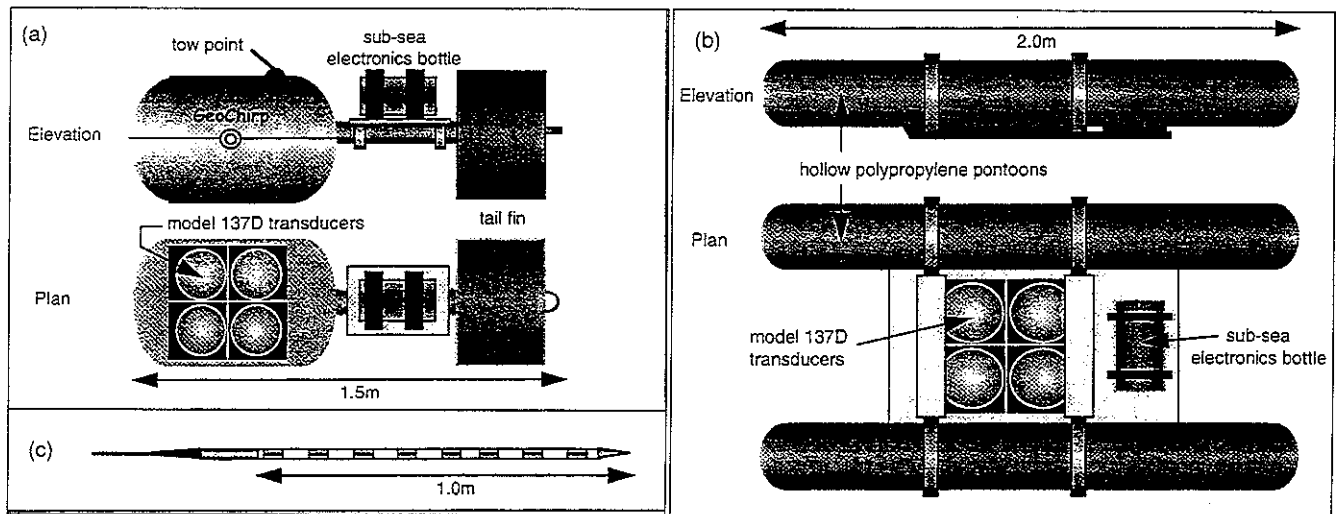 (a)
tow point
sub-sea
electronics bottle
GeoChirp
Elevation
model 137D transducers
tail fin
Plan
1.5m
(c)
1.0m
(b)
2.0m
Elevation
hollow polypropylene pontoons
Plan
model 137D
transducers
sub-sea
electronics bottle